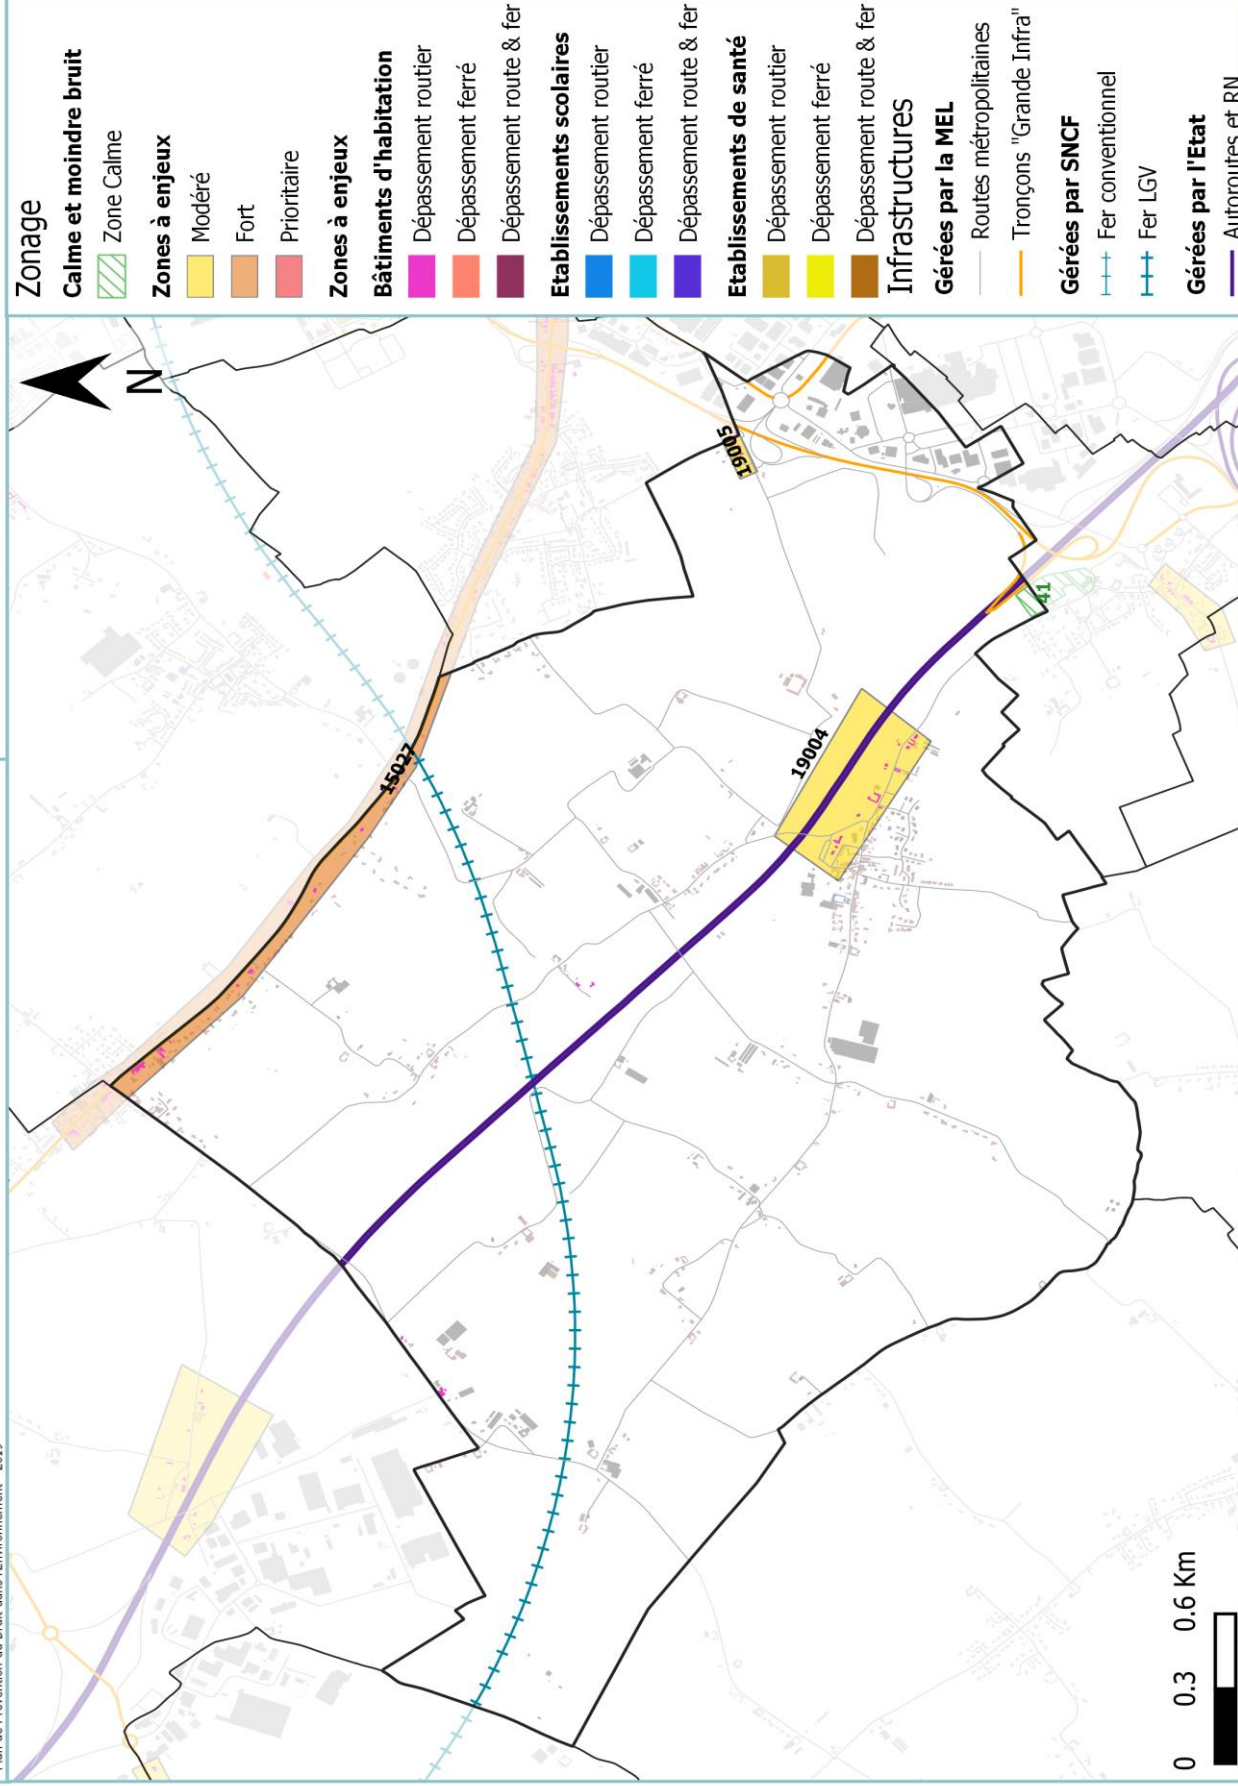 Zonage
Calme et moindre bruit
Zone Calme
Zones à enjeux
Modéré
Fort
Prioritaire
Zones à enjeux
Bâtiments d'habitation
Dépassement routier
Dépassement ferré
Dépassement route & fer
Etablissements scolaires
Dépassement routier
Dépassement ferré
Dépassement route & fer
Etablissements de santé
Dépassement routier
Dépassement ferré
Dépassement route & fer
Infrastructures
Gérées par la MEL
Routes métropolitaines
Tronçons "Grande Infra"
Gérées par SNCF
Fer conventionnel
Fer LGV
Gérées par l'Etat
Autoroutes et RN
N
15027
19005
19004
41
0 0.3 0.6 Km